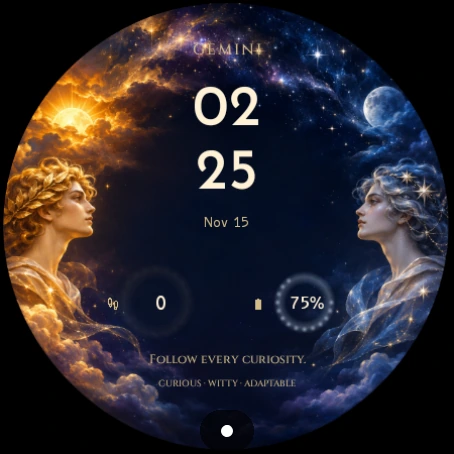 GEMINI
02
25
Nov 15
0
75%
Follow every curiosity.
CURIOUS · WITTY · ADAPTABLE